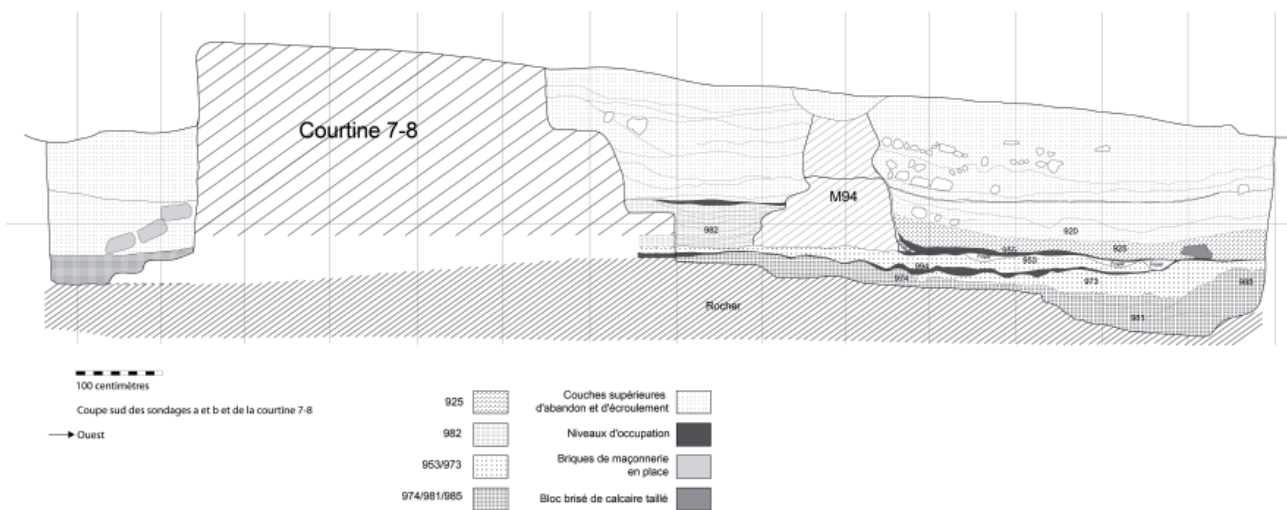 Courtine 7-8
M94
982
920
925
953
994
974
973
985
981
Rocher
100 centimètres
Coupe sud des sondages a et b et de la courtine 7-8
Ouest
925
982
953/973
974/981/985
Couches supérieures
d'abandon et d'écroulement
Niveaux d'occupation
Briques de maçonnerie
en place
Bloc brisé de calcaire taillé